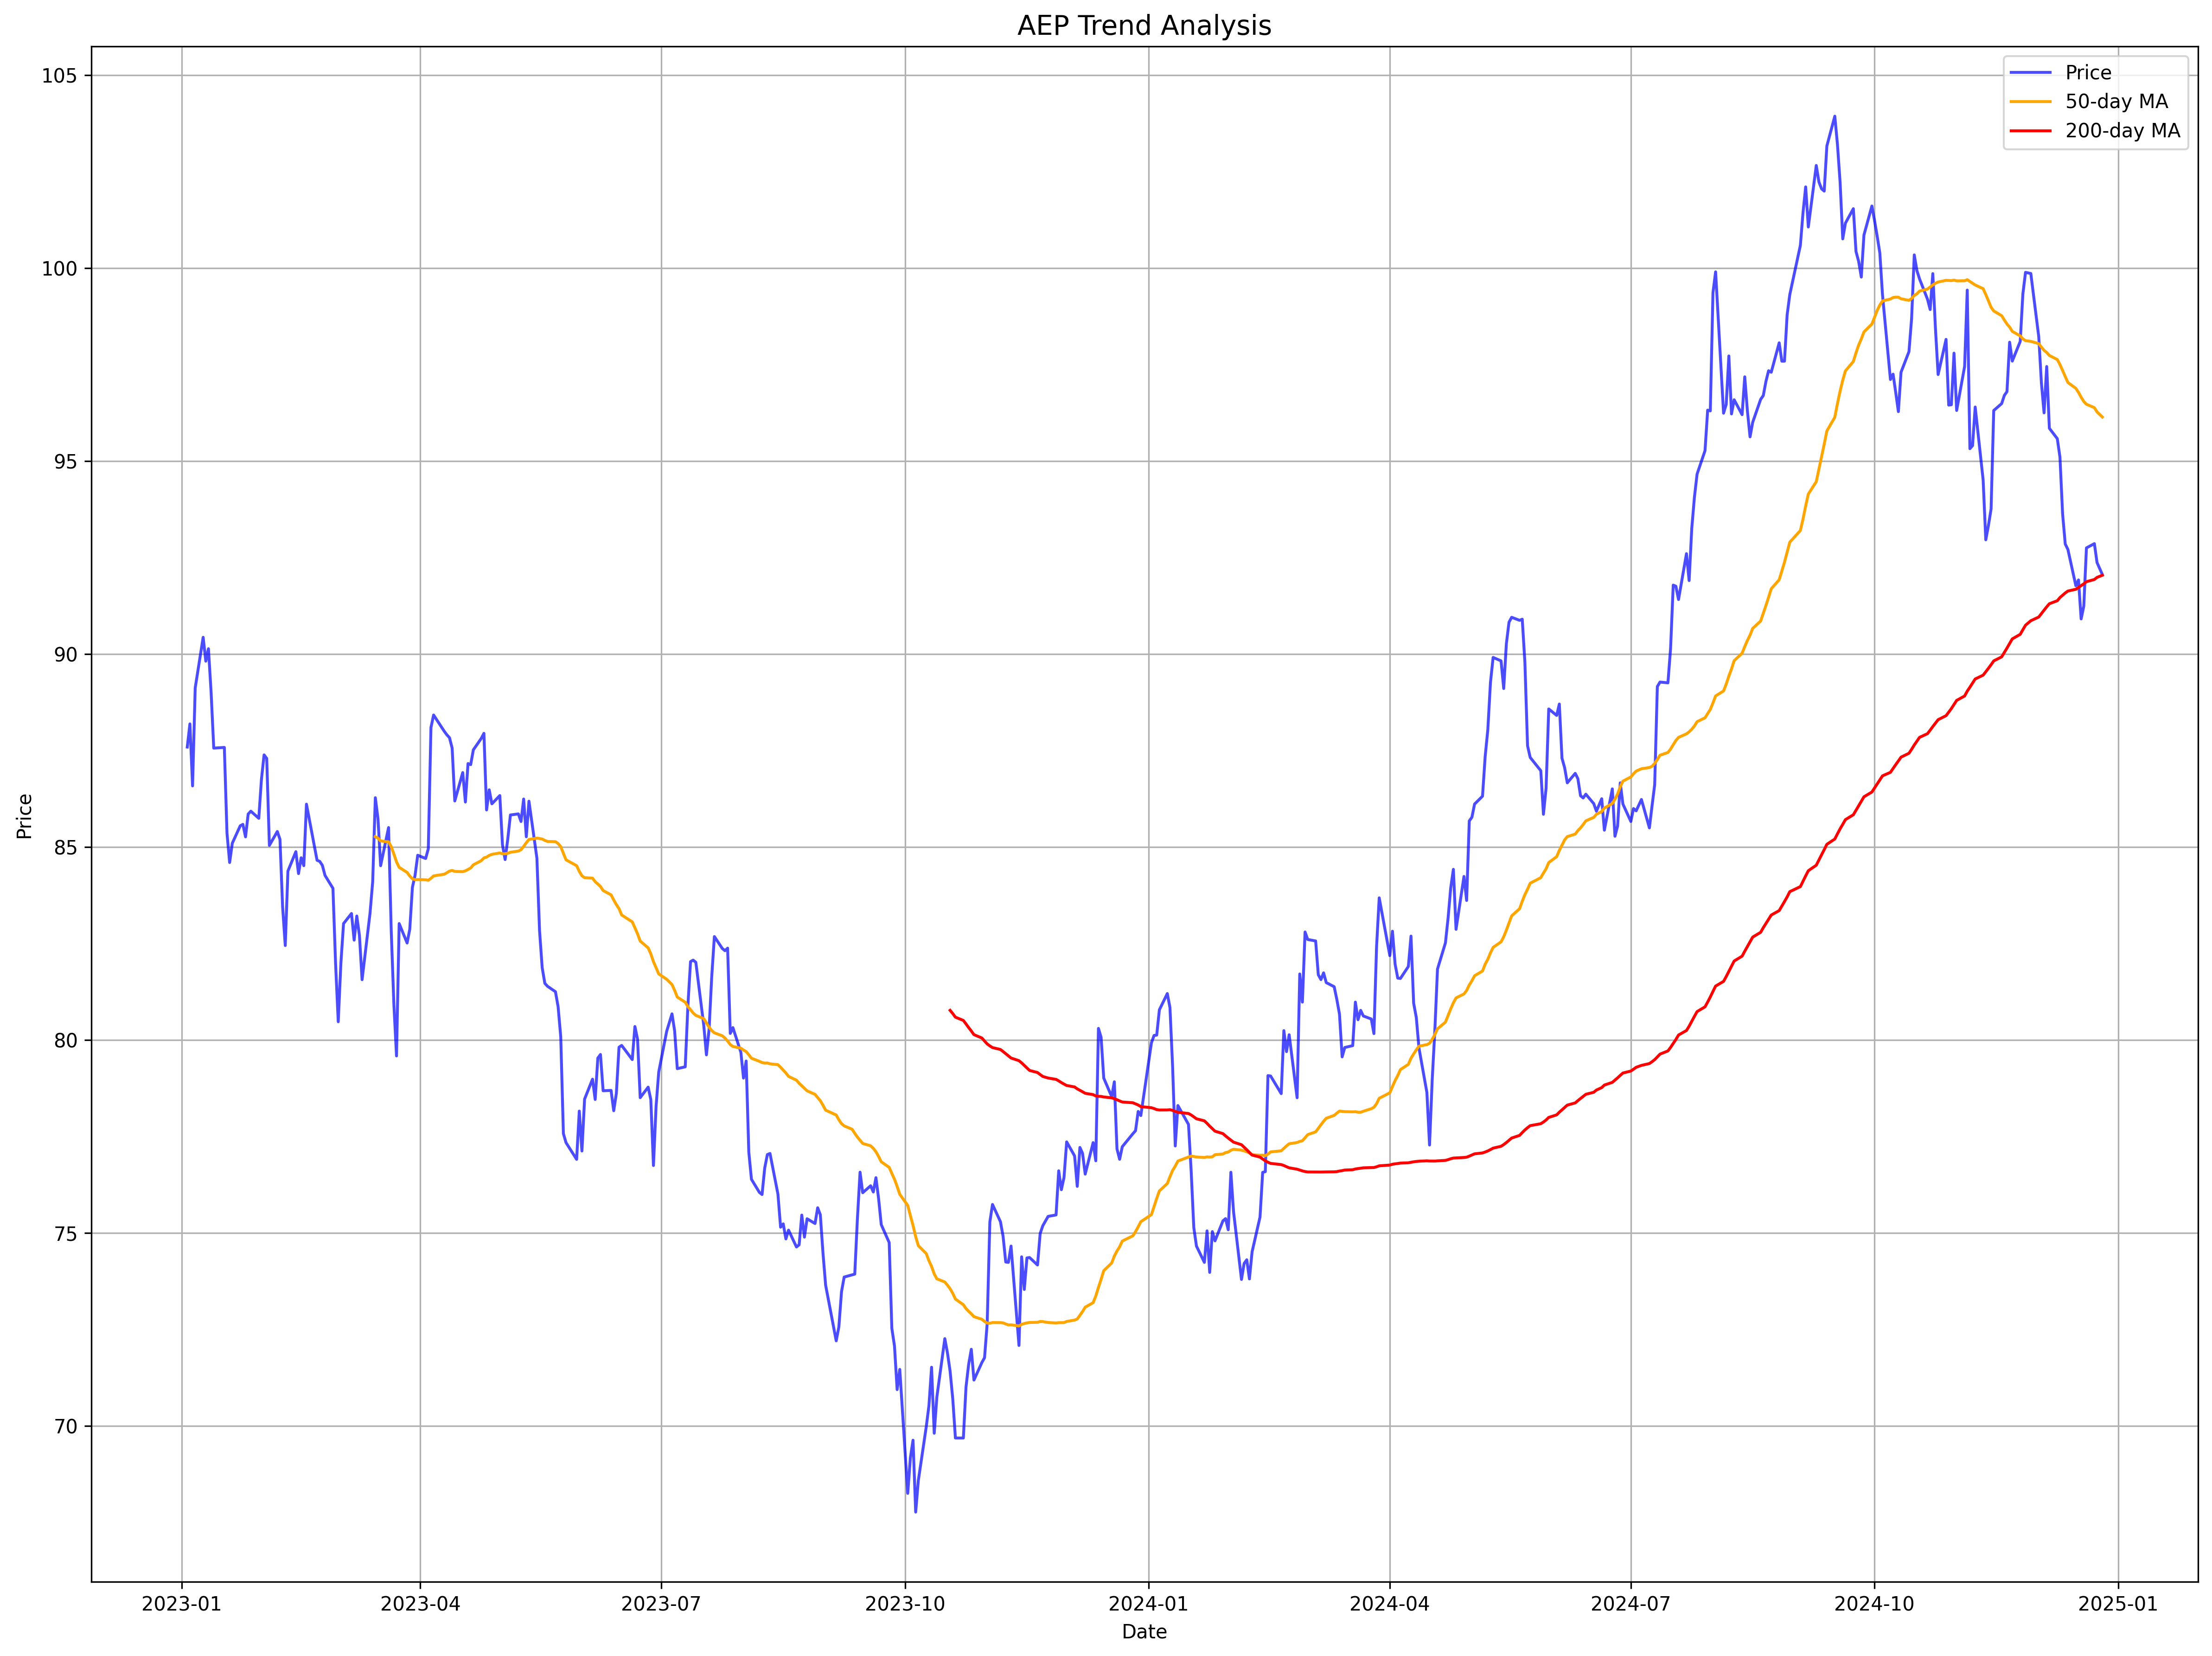 AEP Trend Analysis
Price
50-day MA
200-day MA
105
100
95
90
85
80
75
70
Price
2023-01
2023-04
2023-07
2023-10
2024-01
2024-04
2024-07
2024-10
2025-01
Date